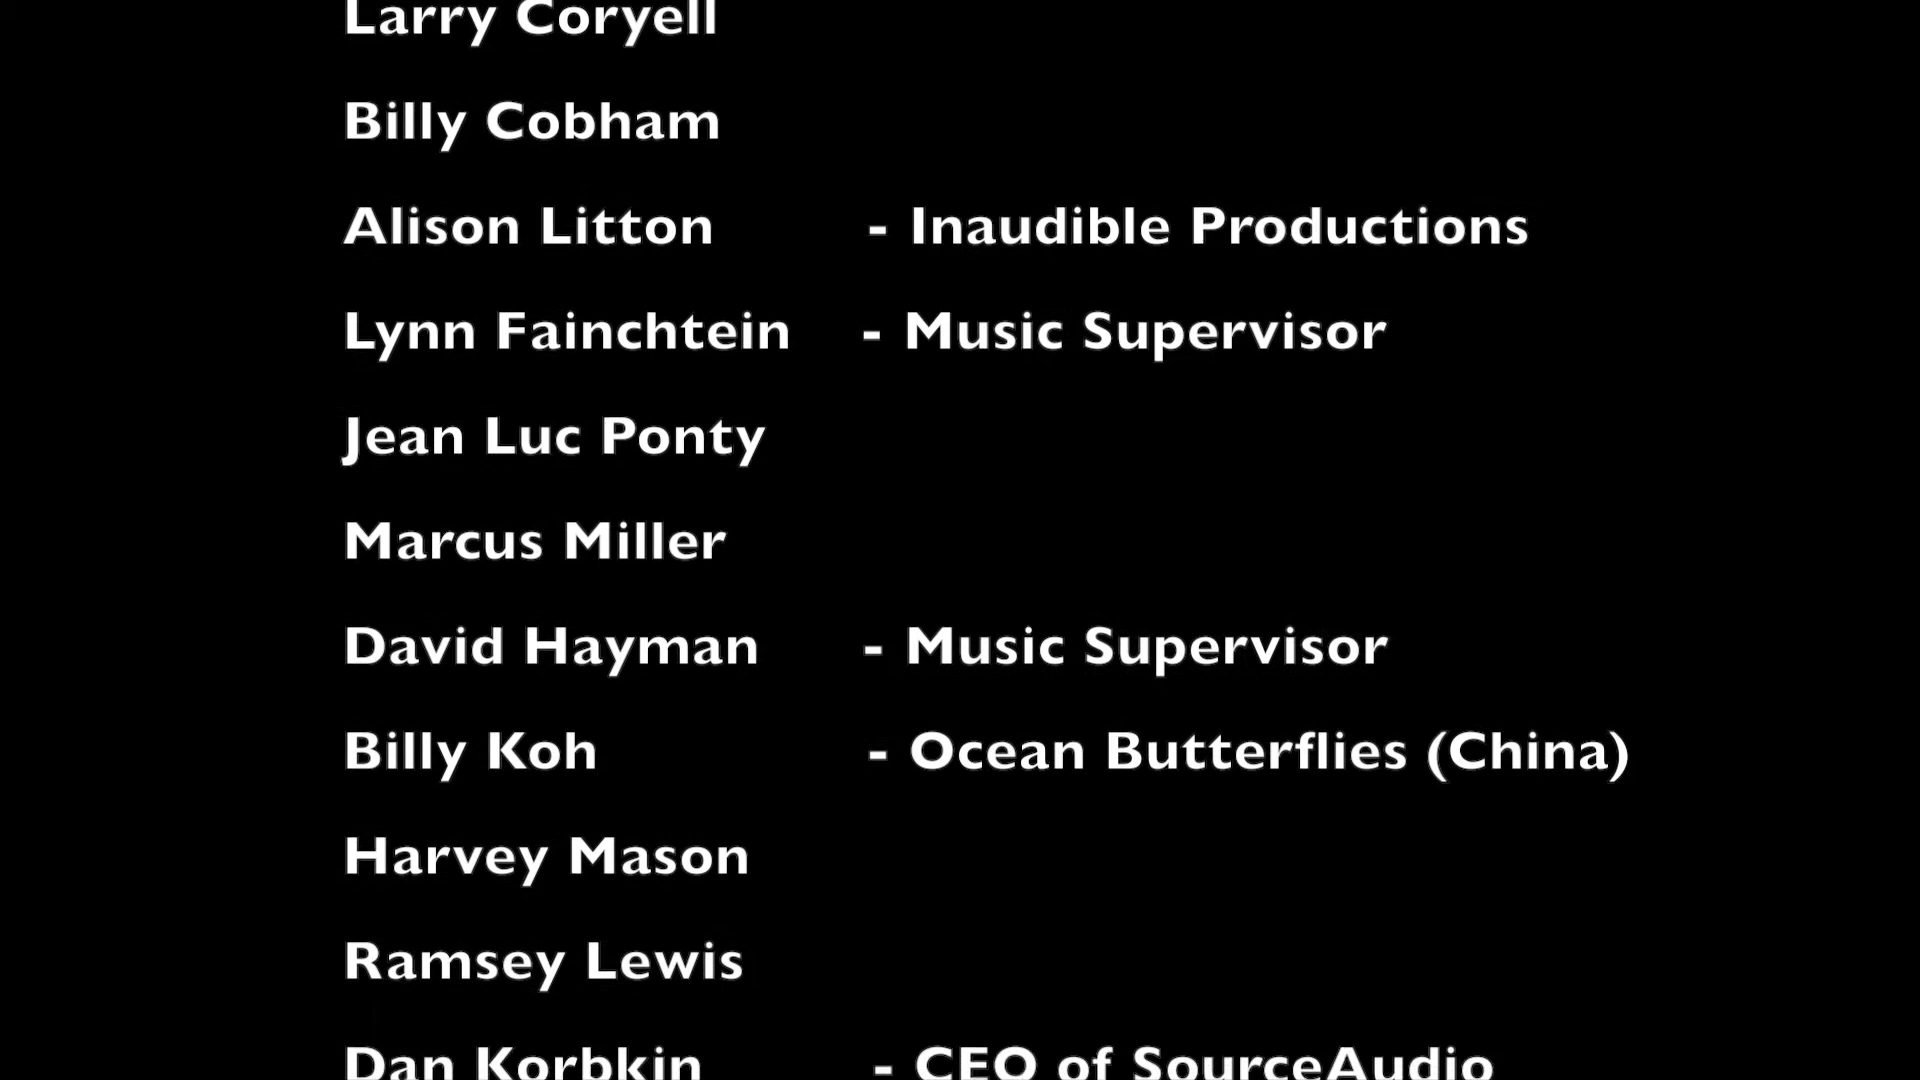 Larry Coryell
Billy Cobham
Alison Litton - Inaudible Productions
Lynn Fainchtein - Music Supervisor
Jean Luc Ponty
Marcus Miller
David Hayman - Music Supervisor
Billy Koh - Ocean Butterflies (China)
Harvey Mason
Ramsey Lewis
Dan Korbkin - CEO of SourceAudio